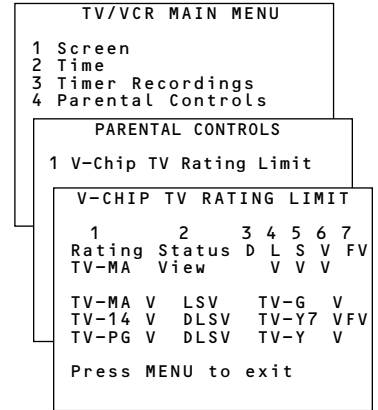 TV/VCR MAIN MENU
1 Screen
2 Time
3 Timer Recordings
4 Parental Controls
PARENTAL CONTROLS
1 V-Chip TV Rating Limit
V-CHIP TV RATING LIMIT
1 2 3 4 5 6 7
Rating Status D L S V FV
TV-MA View V V V
TV-MA V LSV TV-G V
TV-14 V DLSV TV-Y7 VFV
TV-PG V DLSV TV-Y V
Press MENU to exit